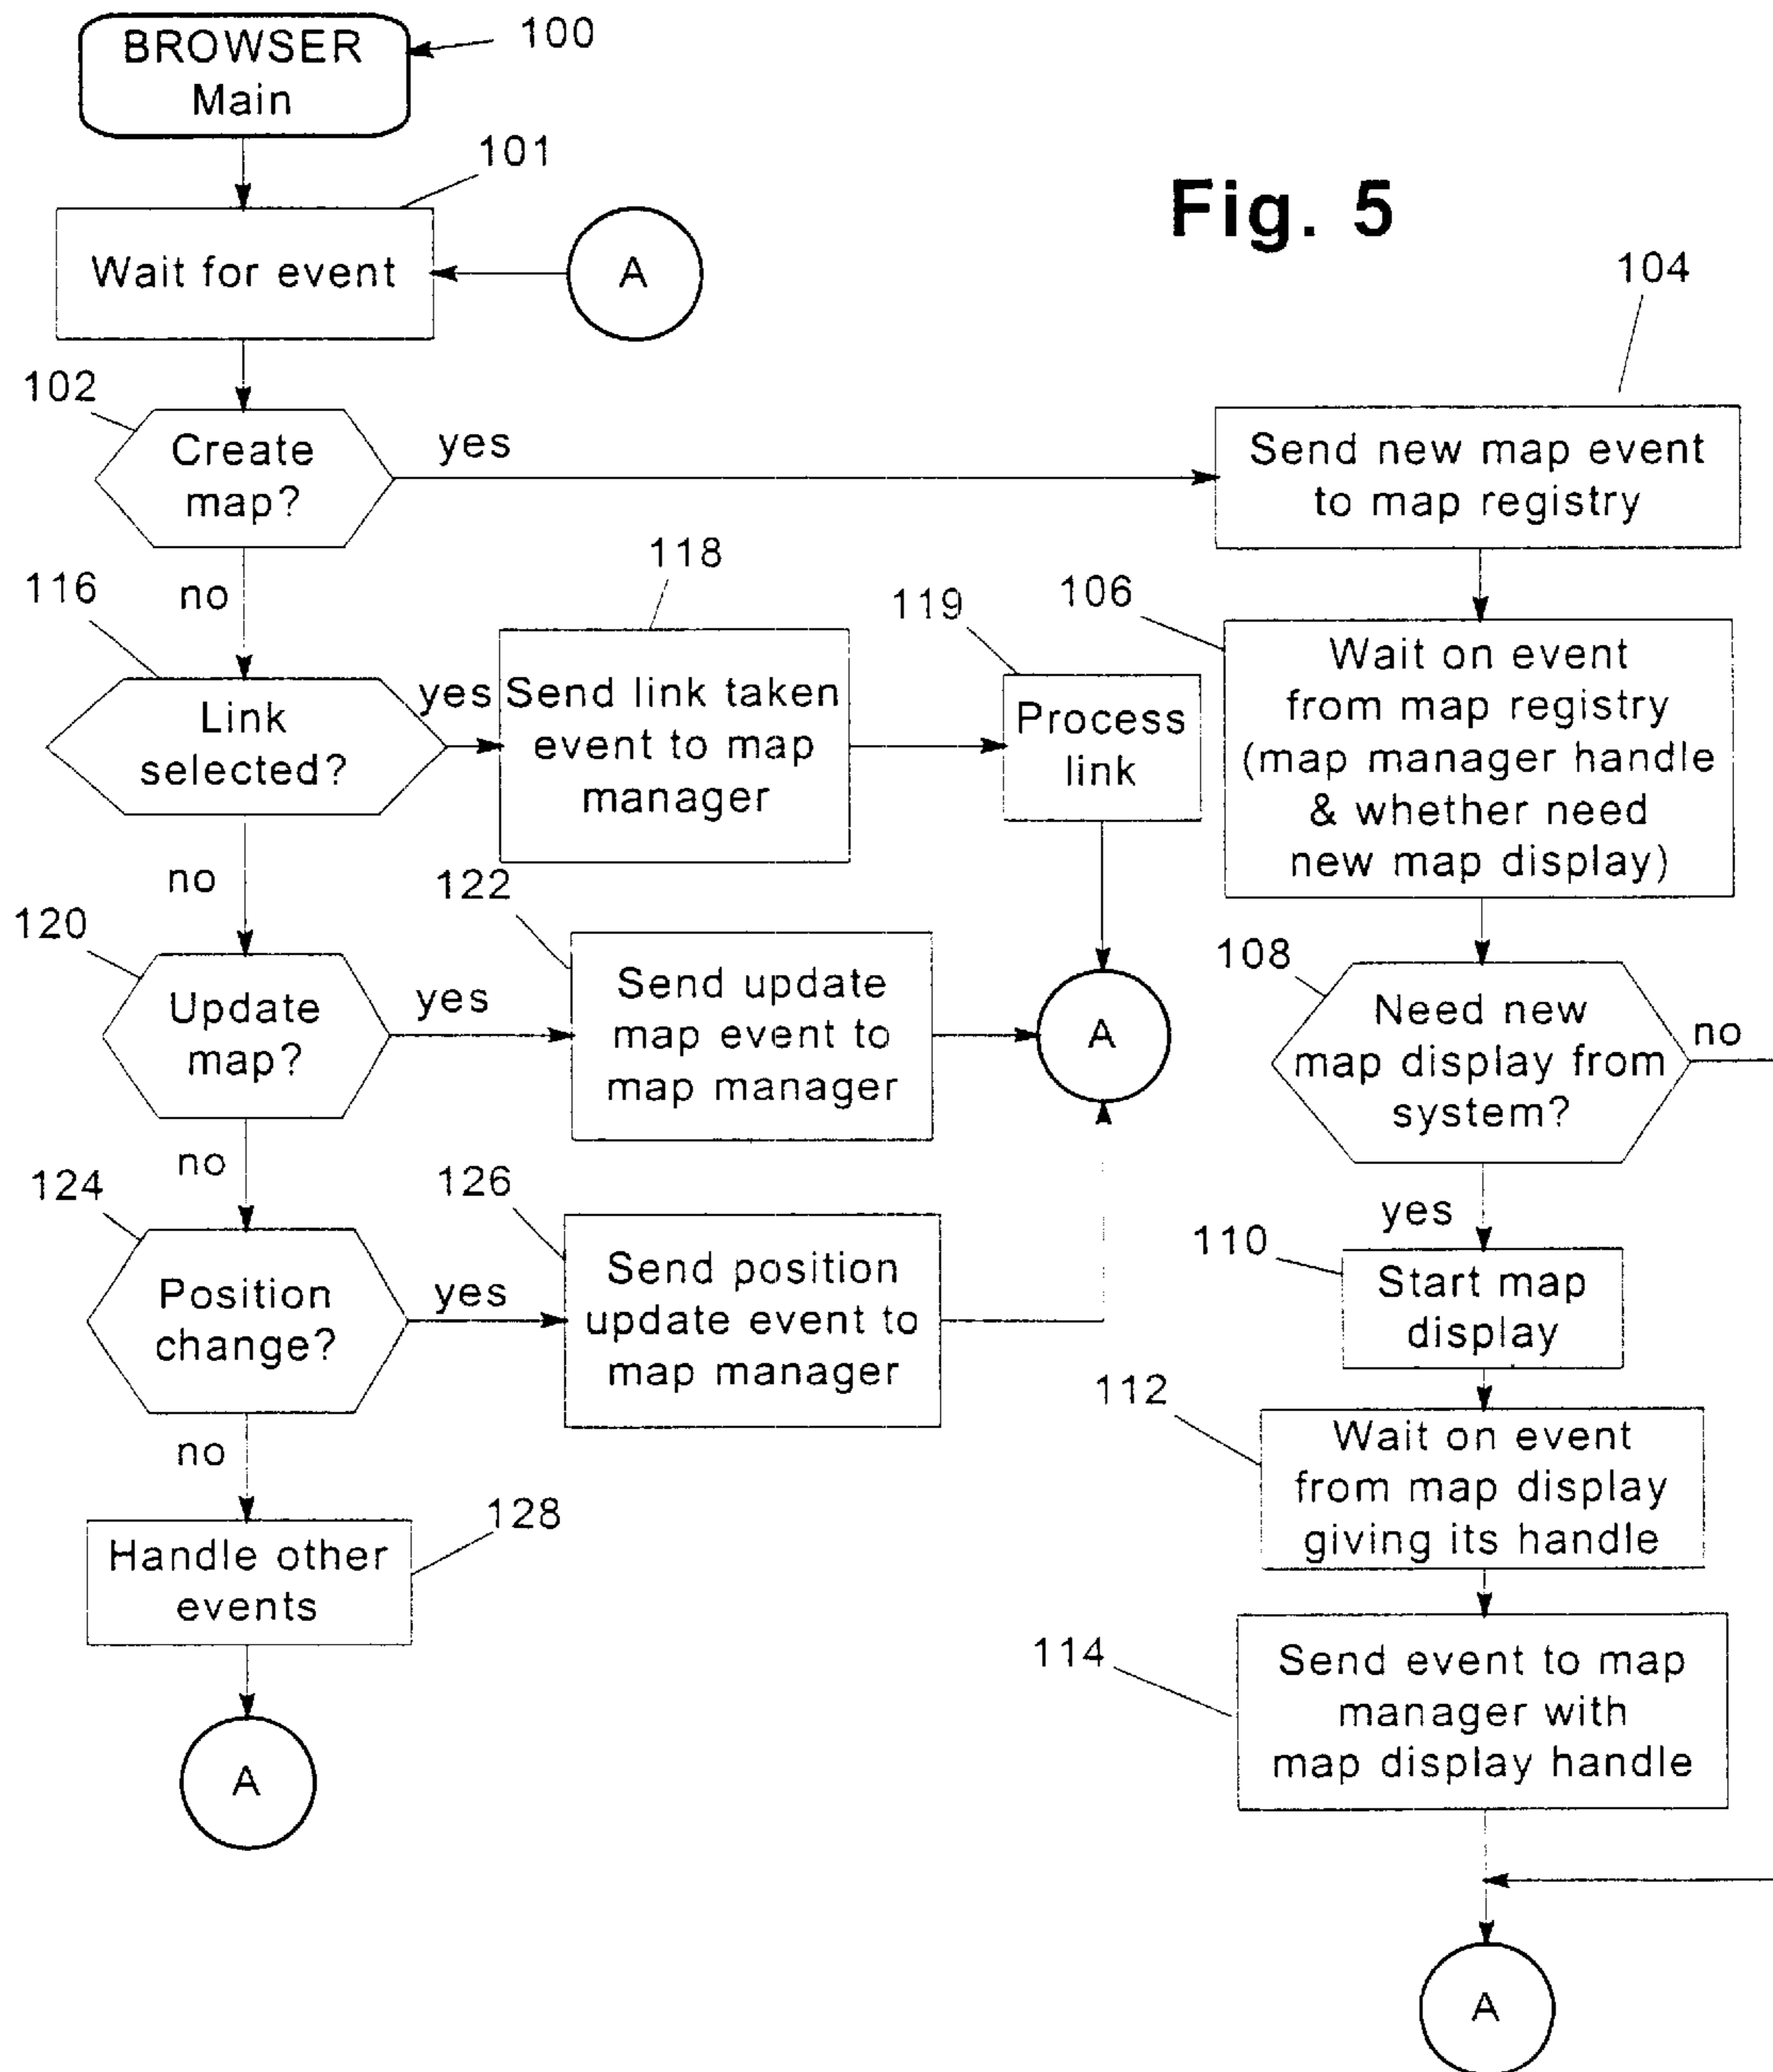 BROWSER
Main
100
101
Wait for event
A
Fig. 5
102
Create
map?
yes
104
Send new map event
to map registry
no
116
Link
selected?
yes
118
Send link taken
event to map
manager
119
Process
link
106
Wait on event
from map registry
(map manager handle
& whether need
new map display)
no
120
Update
map?
yes
122
Send update
map event to
map manager
A
108
Need new
map display from
system?
no
no
124
Position
change?
yes
126
Send position
update event to
map manager
yes
110
Start map
display
112
Wait on event
from map display
giving its handle
no
128
Handle other
events
A
114
Send event to map
manager with
map display handle
A